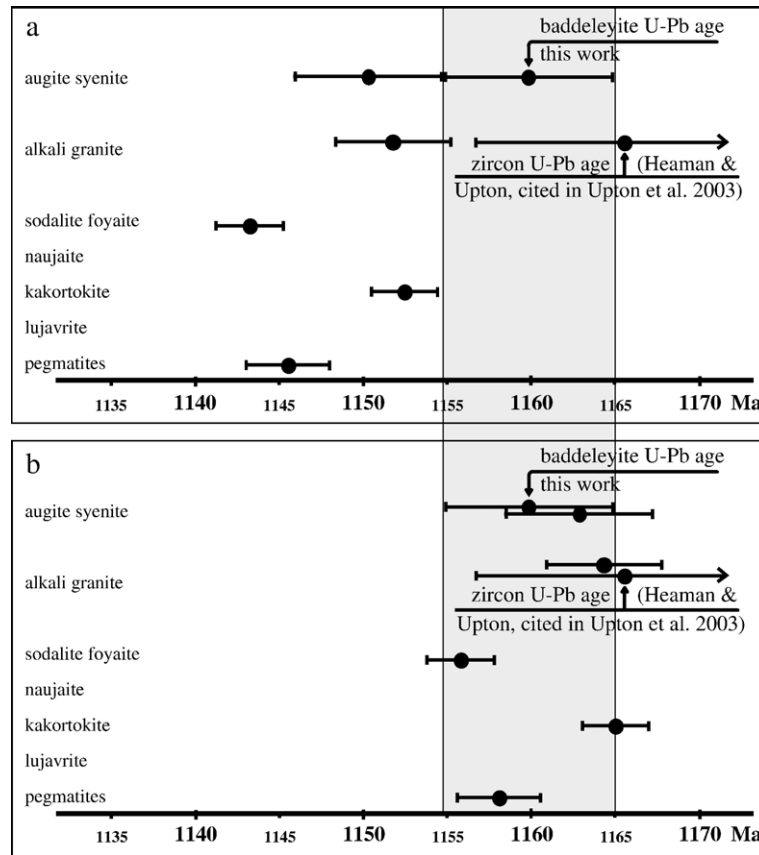 a
baddeleyite U-Pb age
this work
augite syenite
alkali granite
zircon U-Pb age (Heaman &
Upton, cited in Upton et al. 2003)
sodalite foyaite
naujaite
kakortokite
lujavrite
pegmatites
1135 1140 1145 1150 1155 1160 1165 1170 Ma
b
baddeleyite U-Pb age
this work
augite syenite
alkali granite
zircon U-Pb age (Heaman &
Upton, cited in Upton et al. 2003)
sodalite foyaite
naujaite
kakortokite
lujavrite
pegmatites
1135 1140 1145 1150 1155 1160 1165 1170 Ma